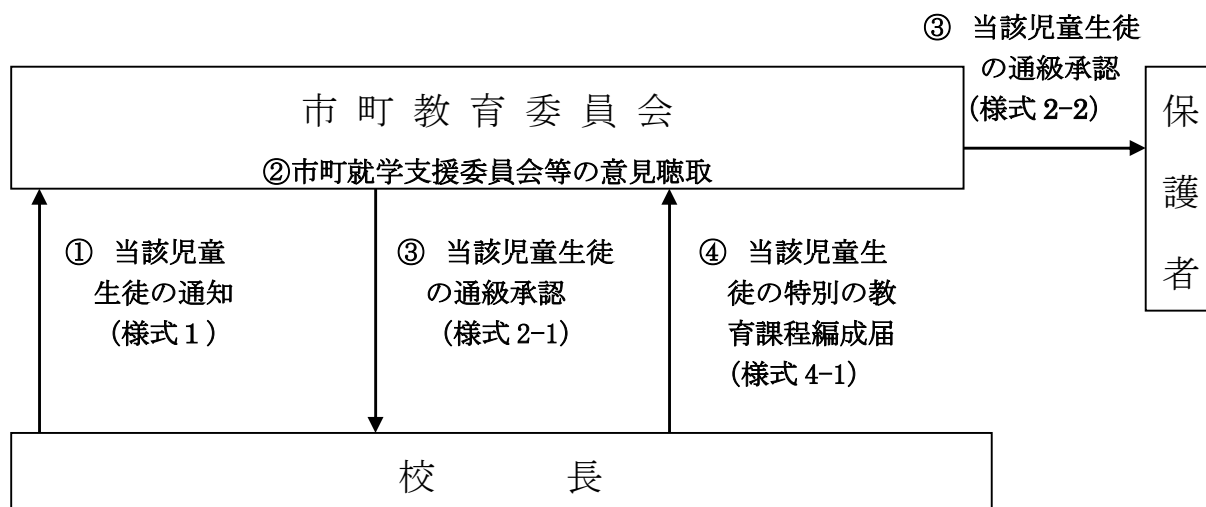 ③ 当該児童生徒
の通級承認
(様式 2-2)
市町教育委員会
②市町就学支援委員会等の意見聴取
保護者
① 当該児童
生徒の通知
(様式１)
③ 当該児童生徒
の通級承認
(様式 2-1)
④ 当該児童生
徒の特別の教
育課程編成届
(様式 4-1)
校長